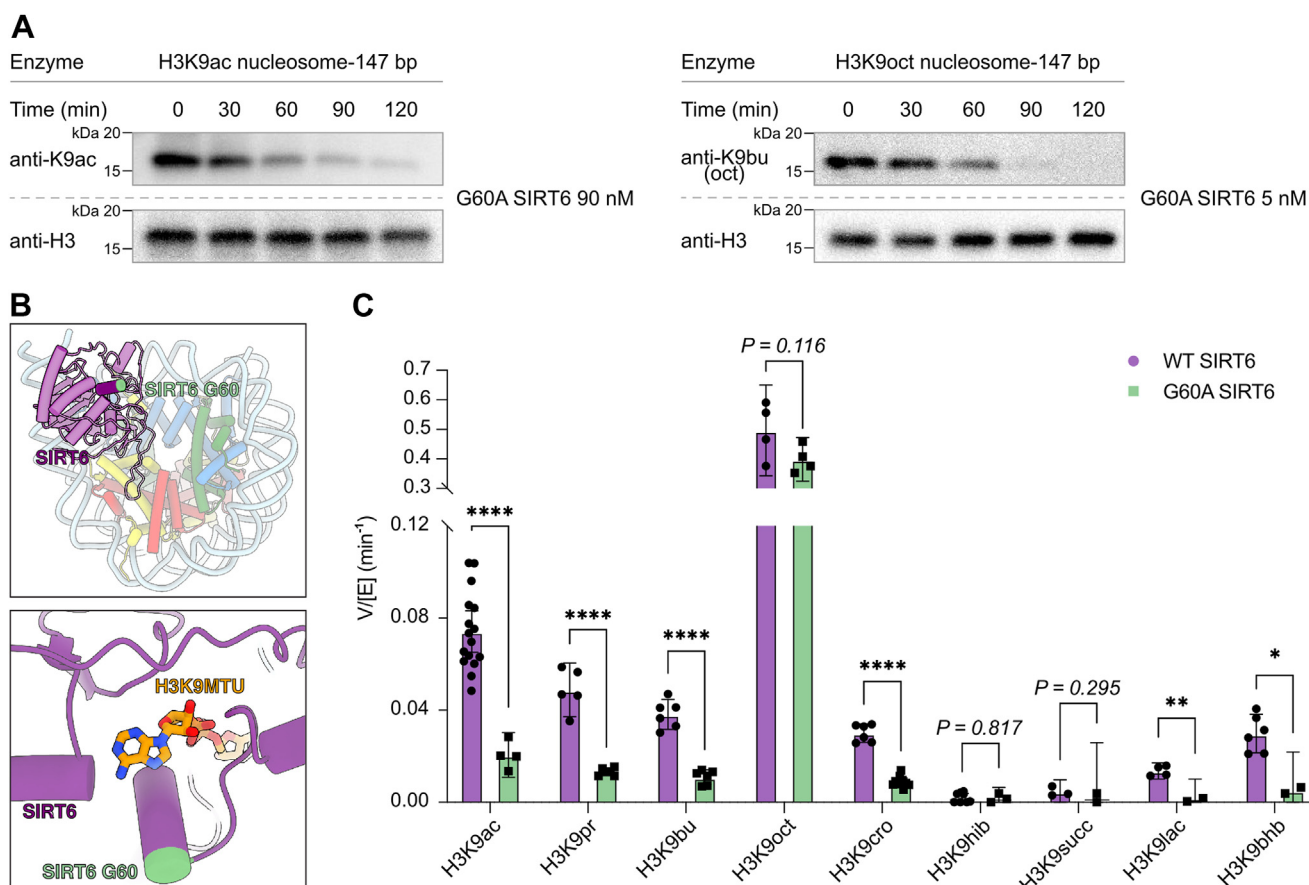 A
Enzyme H3K9ac nucleosome-147 bp
Time (min) 0 30 60 90 120
kDa 20
anti-K9ac
15
G60A SIRT6 90 nM
kDa 20
anti-H3
15
Enzyme H3K9oct nucleosome-147 bp
Time (min) 0 30 60 90 120
kDa 20
anti-K9bu
(oct)
15
G60A SIRT6 5 nM
kDa 20
anti-H3
15
B
SIRT6 G60
SIRT6
H3K9MTU
SIRT6
SIRT6 G60
C
P = 0.116
WT SIRT6
G60A SIRT6
0.7
0.6
0.5
0.4
0.3
0.12
0.08
0.04
0.00
V/[E] (min⁻¹)
****
****
****
****
P = 0.817
P = 0.295
**
*
H3K9ac
H3K9pr
H3K9bu
H3K9oct
H3K9cro
H3K9hib
H3K9succ
H3K9lac
H3K9bhb